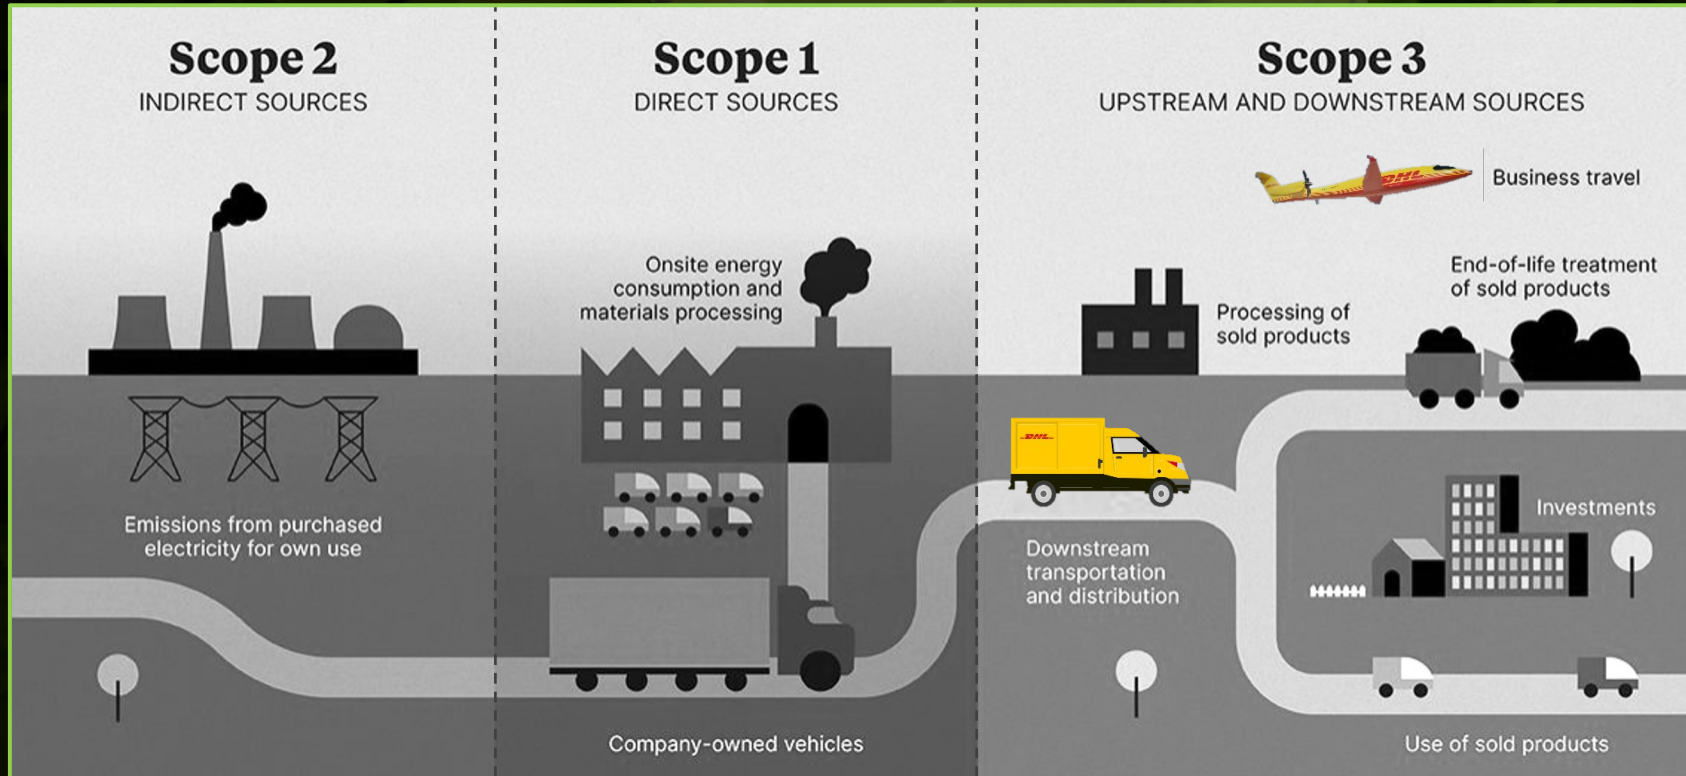 Scope 2
INDIRECT SOURCES
Emissions from purchased
electricity for own use
Scope 1
DIRECT SOURCES
Onsite energy
consumption and
materials processing
Company-owned vehicles
Scope 3
UPSTREAM AND DOWNSTREAM SOURCES
DHL
Business travel
Processing of
sold products
End-of-life treatment
of sold products
DHL
Downstream
transportation
and distribution
Investments
Use of sold products